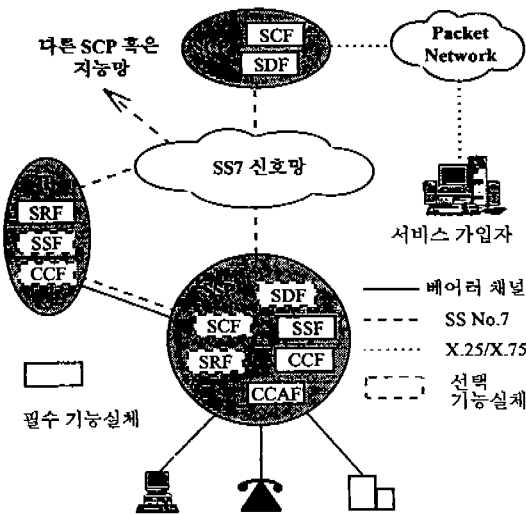 다른 SCP 혹은
지능망
SCF
SDF
Packet
Network
SS7 신호망
서비스 가입자
SRF
SSF
CCF
SDF
SCF
SSF
SRF
CCF
CCAF
베어러 채널
SS No.7
X.25/X.75
선택
기능실체
필수 기능실체